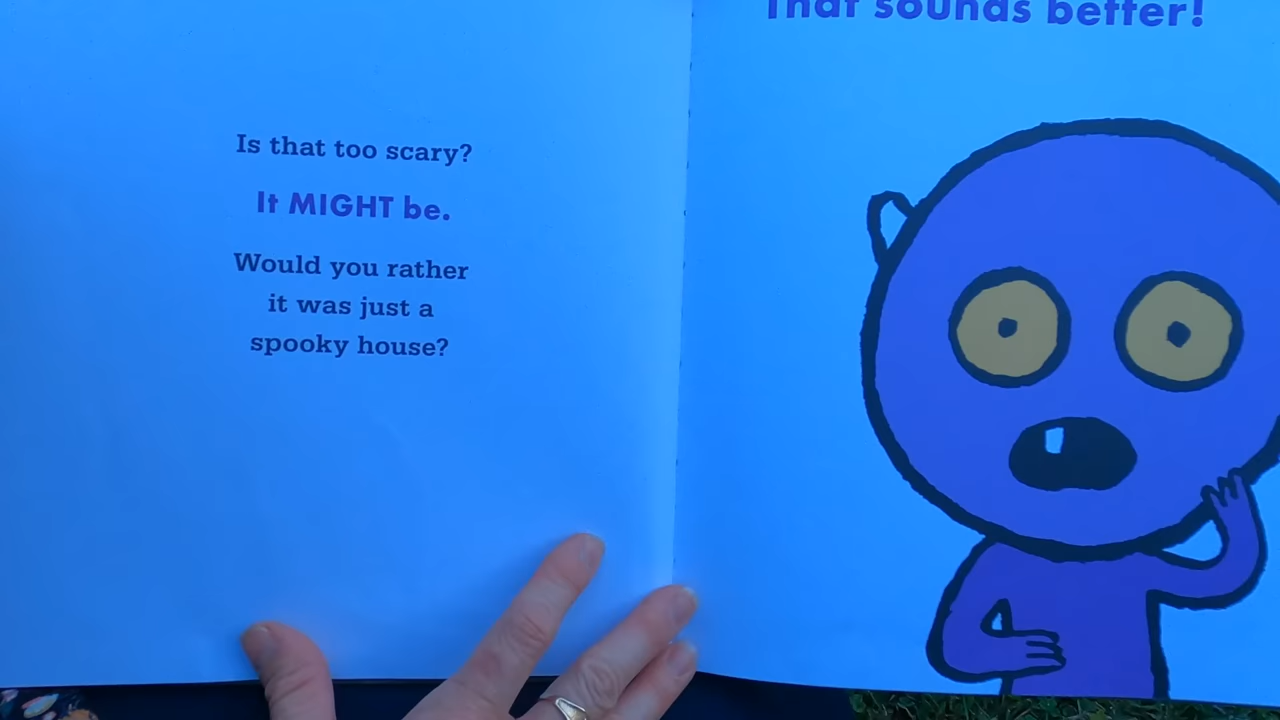 Is that too scary?
It MIGHT be.
Would you rather
it was just a
spooky house?
That sounds better!